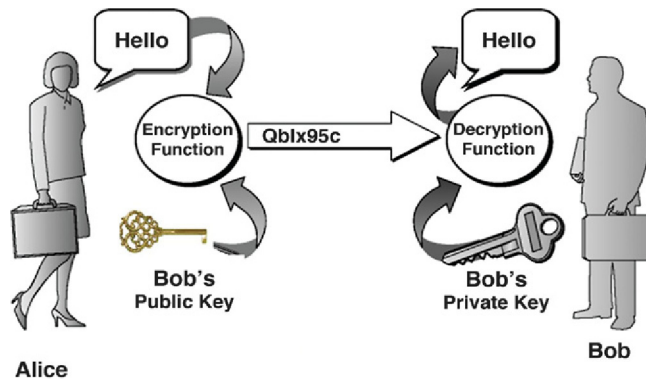 Hello
Hello
Encryption
Function
Qblx95c
Decryption
Function
Bob's
Public Key
Bob's
Private Key
Alice
Bob